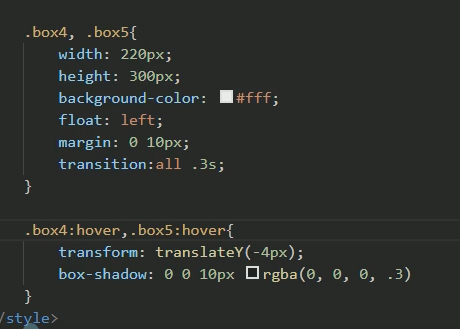 .box4, .box5{
width: 220px;
height: 300px;
background-color: #fff;
float: left;
margin: 0 10px;
transition:all .3s;
}
.box4:hover,.box5:hover{
transform: translateY(-4px);
box-shadow: 0 0 10px rgba(0, 0, 0, .3)
}
/style>